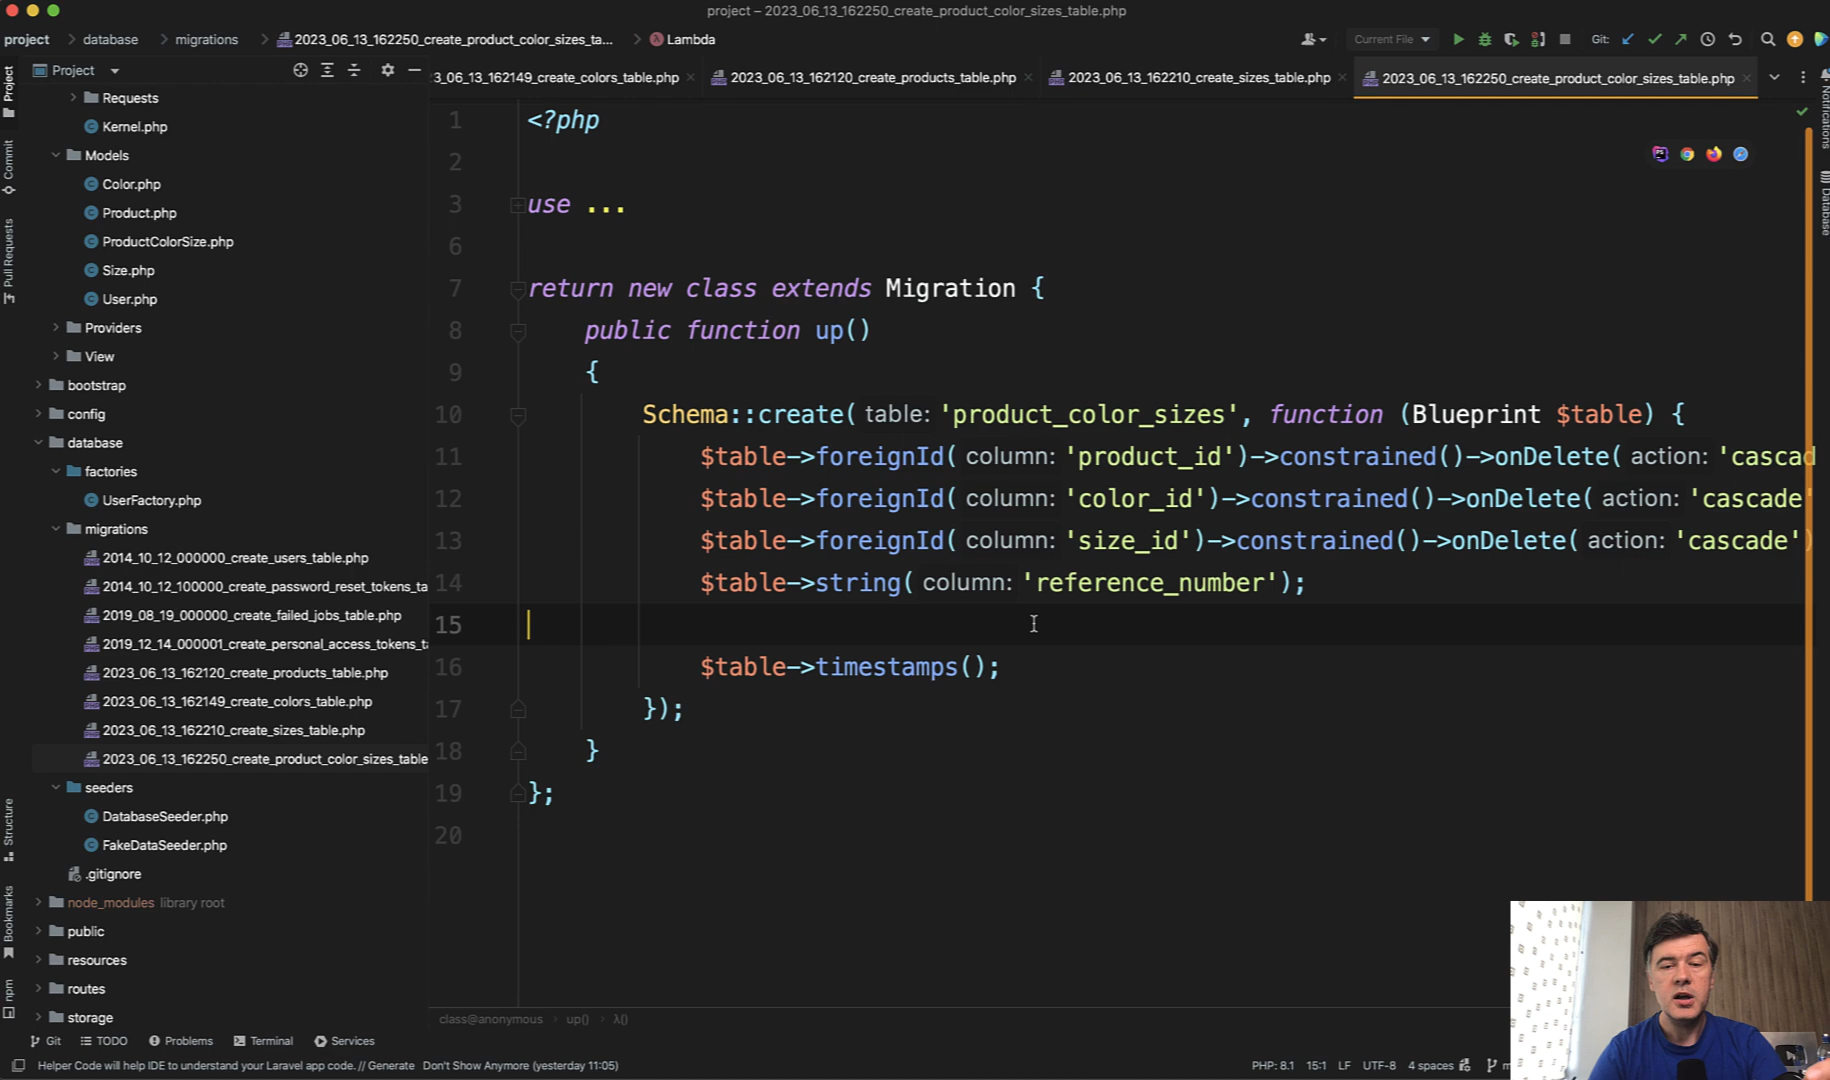 project – 2023_06_13_162250_create_product_color_sizes_table.php
project
database
migrations
2023_06_13_162250_create_product_color_sizes_ta...
Lambda
Current File
Git:
Project
3_06_13_162149_create_colors_table.php
2023_06_13_162120_create_products_table.php
2023_06_13_162210_create_sizes_table.php
2023_06_13_162250_create_product_color_sizes_table.php
Project
Commit
Pull Requests
Structure
Bookmarks
npm
Notifications
Database
Requests
Kernel.php
Models
Color.php
Product.php
ProductColorSize.php
Size.php
User.php
Providers
View
bootstrap
config
database
factories
UserFactory.php
migrations
2014_10_12_000000_create_users_table.php
2014_10_12_100000_create_password_reset_tokens_ta
2019_08_19_000000_create_failed_jobs_table.php
2019_12_14_000001_create_personal_access_tokens_t
2023_06_13_162120_create_products_table.php
2023_06_13_162149_create_colors_table.php
2023_06_13_162210_create_sizes_table.php
2023_06_13_162250_create_product_color_sizes_table
seeders
DatabaseSeeder.php
FakeDataSeeder.php
.gitignore
node_modules library root
public
resources
routes
storage
1 <?php
2
3 use ...
6
7 return new class extends Migration {
8 public function up()
9 {
10 Schema::create( table: 'product_color_sizes', function (Blueprint $table) {
11 $table->foreignId( column: 'product_id')->constrained()->onDelete( action: 'cascad
12 $table->foreignId( column: 'color_id')->constrained()->onDelete( action: 'cascade'
13 $table->foreignId( column: 'size_id')->constrained()->onDelete( action: 'cascade')
14 $table->string( column: 'reference_number');
15
16 $table->timestamps();
17 });
18 }
19 };
20
class@anonymous
up()
λ()
Git
TODO
Problems
Terminal
Services
Helper Code will help IDE to understand your Laravel app code. // Generate Don't Show Anymore (yesterday 11:05)
PHP: 8.1
15:1
LF
UTF-8
4 spaces